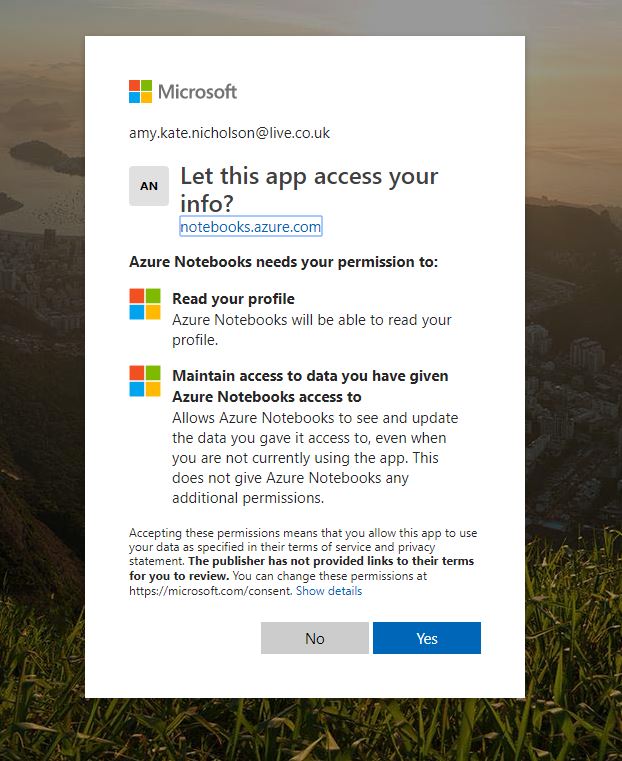 Microsoft
amy.kate.nicholson@live.co.uk
AN
Let this app access your
info?
notebooks.azure.com
Azure Notebooks needs your permission to:
Read your profile
Azure Notebooks will be able to read your
profile.
Maintain access to data you have given
Azure Notebooks access to
Allows Azure Notebooks to see and update
the data you gave it access to, even when
you are not currently using the app. This
does not give Azure Notebooks any
additional permissions.
Accepting these permissions means that you allow this app to use
your data as specified in their terms of service and privacy
statement. The publisher has not provided links to their terms
for you to review. You can change these permissions at
https://microsoft.com/consent. Show details
No
Yes